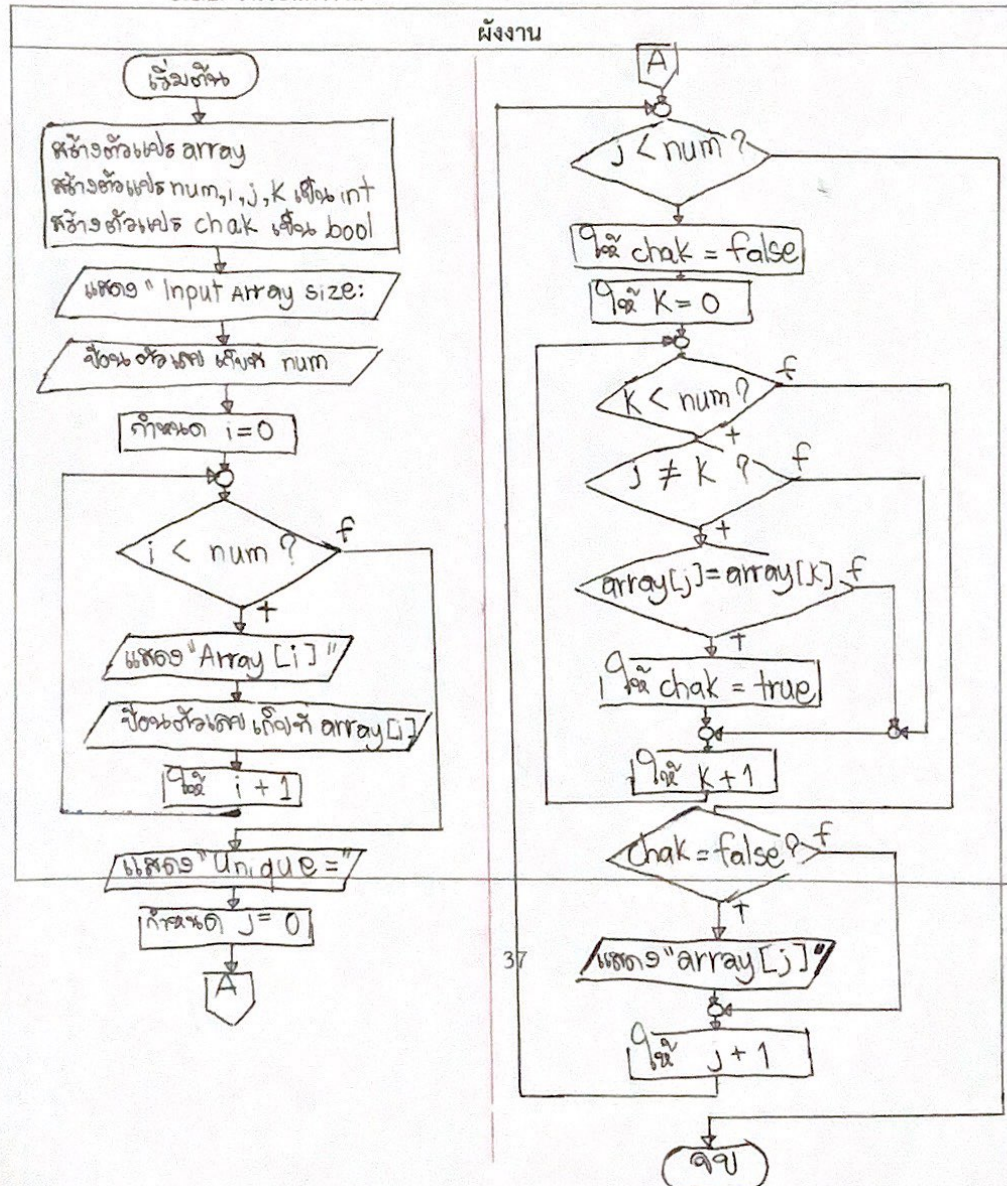 ผังงาน
เริ่มต้น
สร้างตัวแปร array
สร้างตัวแปร num, i, j, k เป็น int
สร้างตัวแปร chak เป็น bool
แสดง " Input Array size:
ป้อนตัวเลข เก็บที่ num
กำหนด i=0
i < num ?
f
t
แสดง "Array [i] "
ป้อนตัวเลข เก็บที่ array[i]
ให้ i + 1
แสดง "Unique ="
กำหนด J = 0
A
A
j < num ?
ให้ chak = false
ให้ K = 0
K < num ?
f
t
j ≠ K ?
f
t
array[j]=array[k]
f
T
ให้ chak = true
ให้ K + 1
chak = false ?
f
T
แสดง "array [j] "
37
ให้ j + 1
จบ